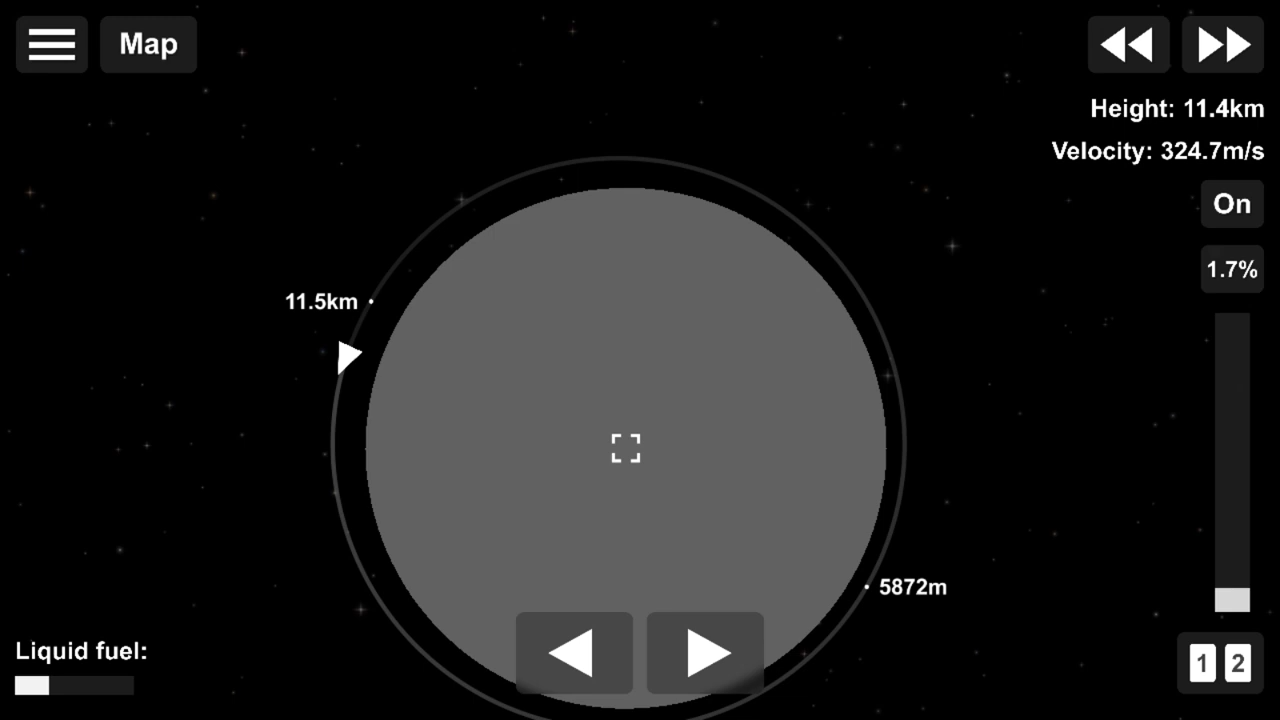 Map
Height: 11.4km
Velocity: 324.7m/s
On
1.7%
11.5km
5872m
Liquid fuel:
1 2